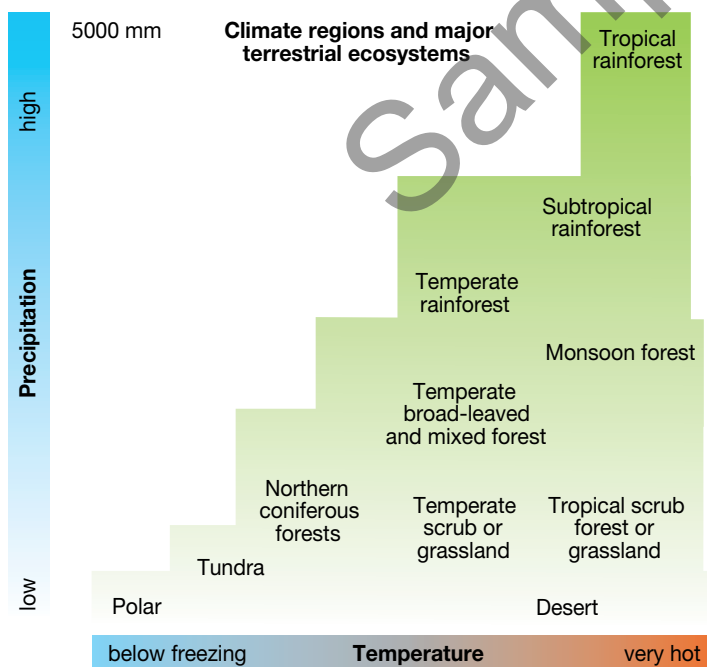 5000 mm
Climate regions and major
terrestrial ecosystems
Tropical
rainforest
high
Subtropical
rainforest
Temperate
rainforest
Precipitation
Monsoon forest
Temperate
broad-leaved
and mixed forest
Northern
coniferous
forests
Temperate
scrub or
grassland
Tropical scrub
forest or
grassland
Tundra
low
Polar
Desert
below freezing
Temperature
very hot
Sam